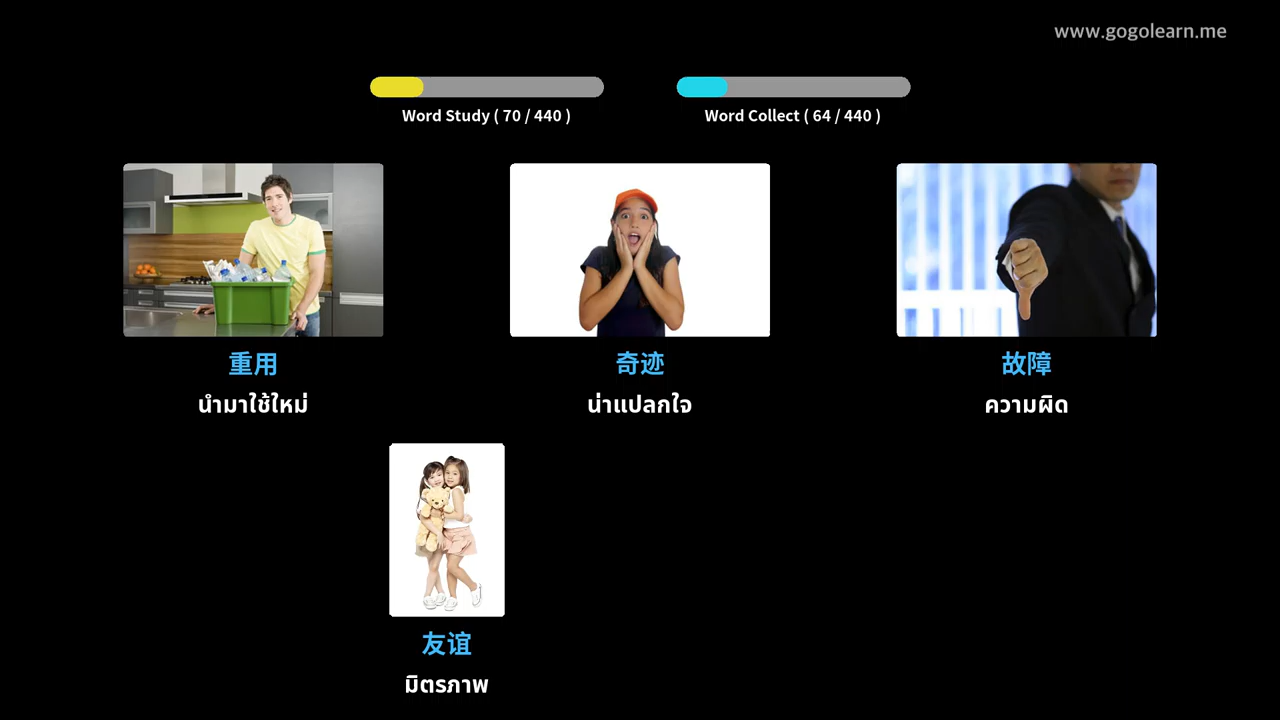 www.gogolearn.me
Word Study ( 70 / 440 )
Word Collect ( 64 / 440 )
重用
นำมาใช้ใหม่
奇迹
น่าแปลกใจ
故障
ความผิด
友谊
มิตรภาพ